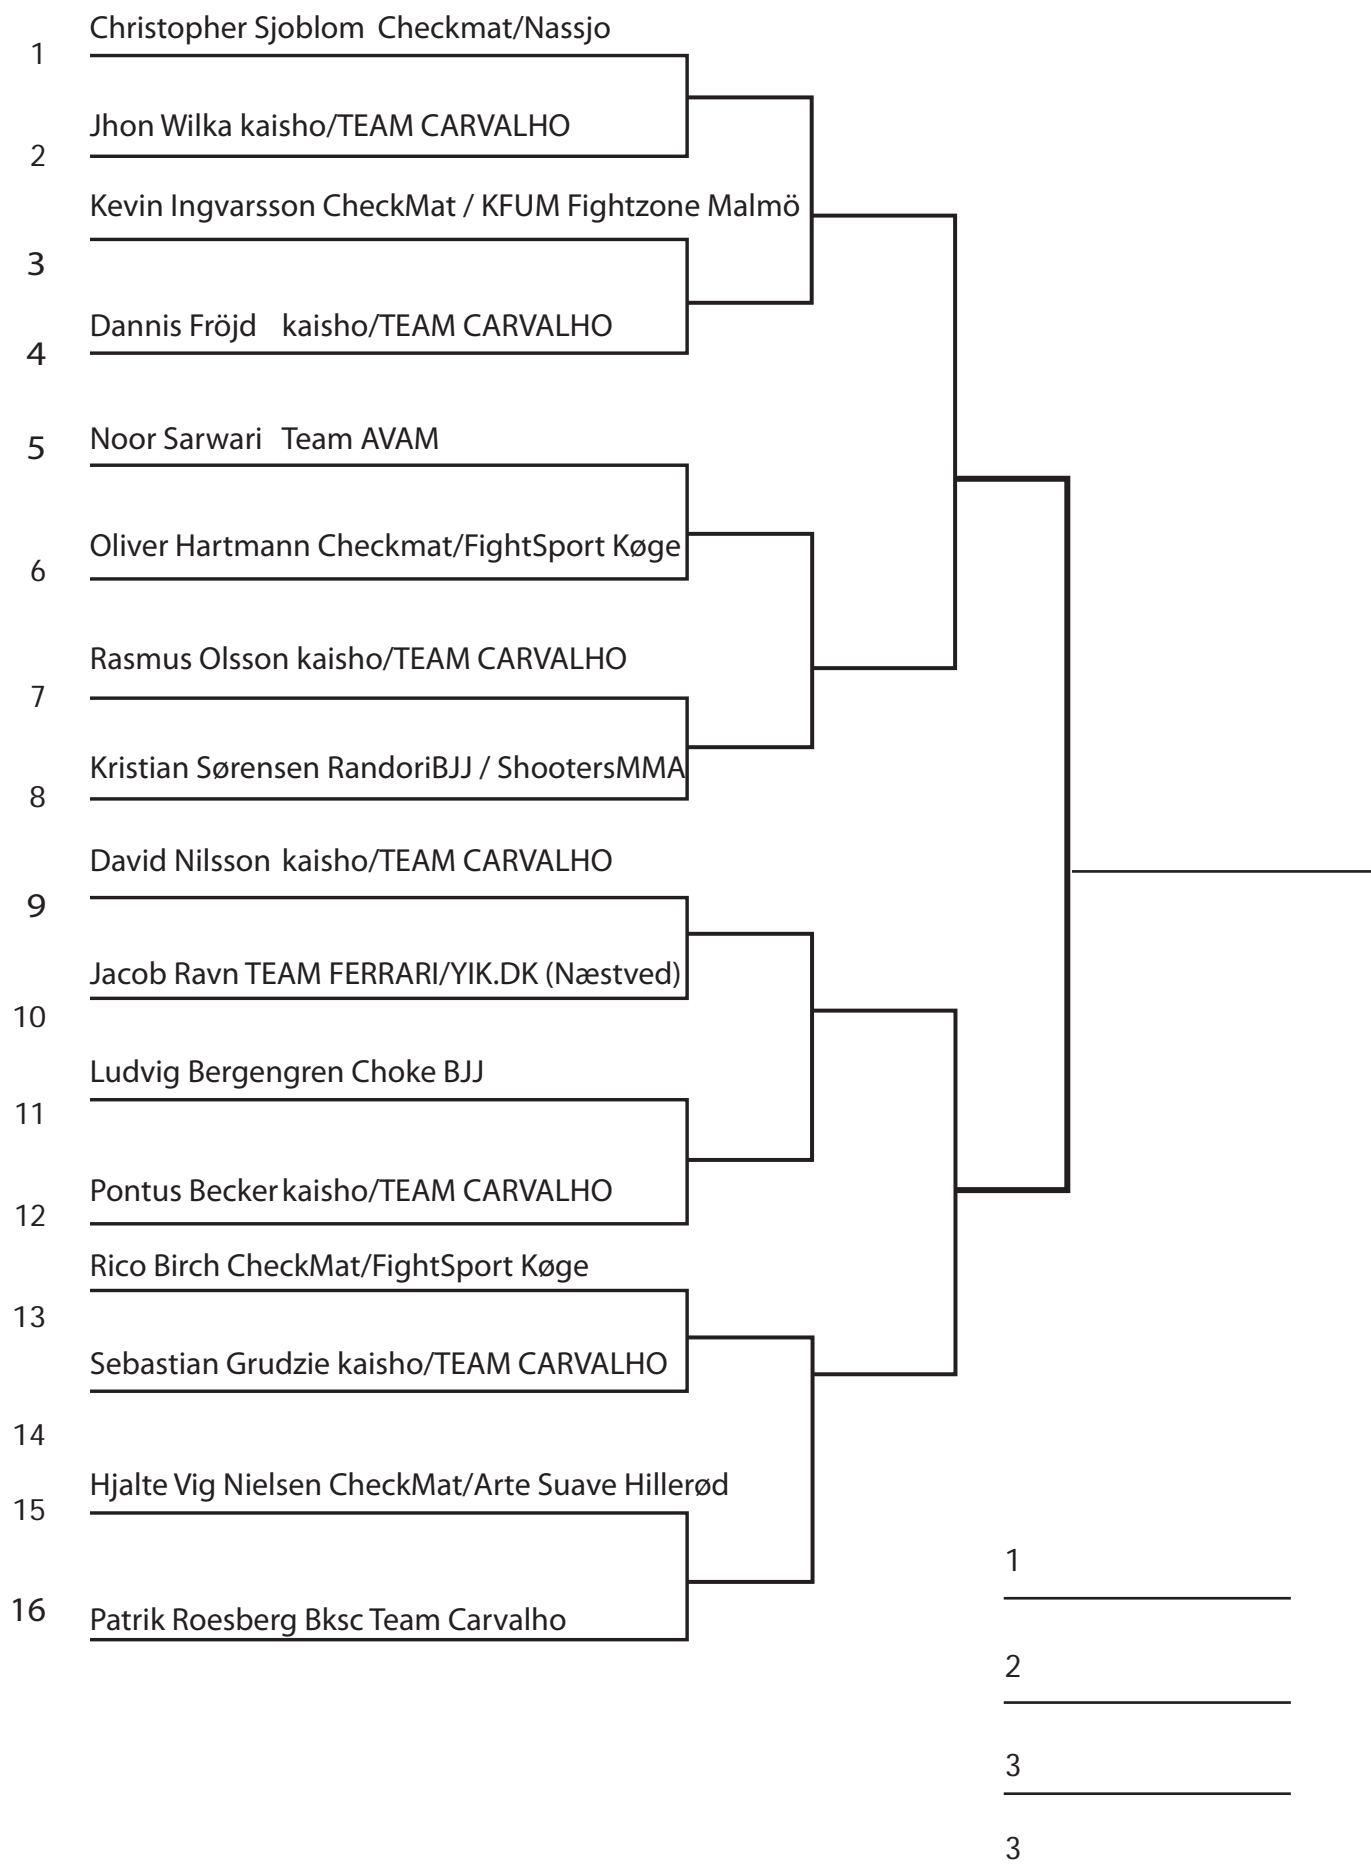 Christopher Sjoblom Checkmat/Nassjo
1
Jhon Wilka kaisho/TEAM CARVALHO
2
Kevin Ingvarsson CheckMat / KFUM Fightzone Malmö
3
Dannis Fröjd kaisho/TEAM CARVALHO
4
5
Noor Sarwari Team AVAM
Oliver Hartmann Checkmat/FightSport Køge
6
Rasmus Olsson kaisho/TEAM CARVALHO
7
Kristian Sørensen RandoriBJJ / ShootersMMA
8
David Nilsson kaisho/TEAM CARVALHO
9
Jacob Ravn TEAM FERRARI/YIK.DK (Næstved)
10
Ludvig Bergengren Choke BJJ
11
Pontus Becker kaisho/TEAM CARVALHO
12
Rico Birch CheckMat/FightSport Køge
13
Sebastian Grudzie kaisho/TEAM CARVALHO
14
Hjalte Vig Nielsen CheckMat/Arte Suave Hillerød
15
16
Patrik Roesberg Bksc Team Carvalho
1
2
3
3